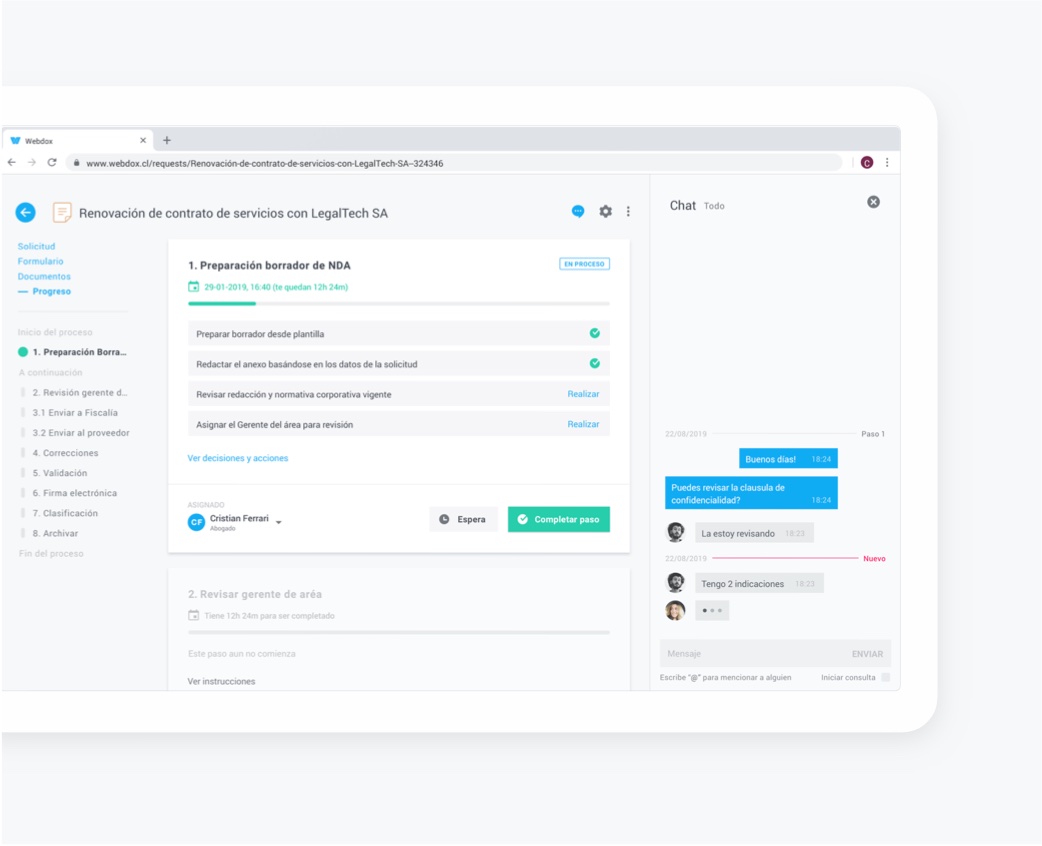 Webdox
www.webdox.cl/requests/Renovación-de-contrato-de-servicios-con-LegalTech-SA--324346
C
Renovación de contrato de servicios con LegalTech SA
Solicitud
Formulario
Documentos
Progreso
Inicio del proceso
1. Preparación Borra...
A continuación
2. Revisión gerente d...
3.1 Enviar a Fiscalía
3.2 Enviar al proveedor
4. Correcciones
5. Validación
6. Firma electrónica
7. Clasificación
8. Archivar
Fin del proceso
1. Preparación borrador de NDA
EN PROCESO
29-01-2019, 16:40 (te quedan 12h 24m)
Preparar borrador desde plantilla
Redactar el anexo basándose en los datos de la solicitud
Revisar redacción y normativa corporativa vigente Realizar
Asignar el Gerente del área para revisión Realizar
Ver decisiones y acciones
ASIGNADO
CF
Cristian Ferrari
Abogado
Espera
Completar paso
2. Revisar gerente de aréa
Tiene 12h 24m para ser completado
Este paso aun no comienza
Ver instrucciones
Chat Todo
22/08/2019 Paso 1
Buenos días! 18:24
Puedes revisar la clausula de
confidencialidad? 18:24
La estoy revisando 18:23
22/08/2019 Nuevo
Tengo 2 indicaciones 18:23
Mensaje ENVIAR
Escribe "@" para mencionar a alguien Iniciar consulta